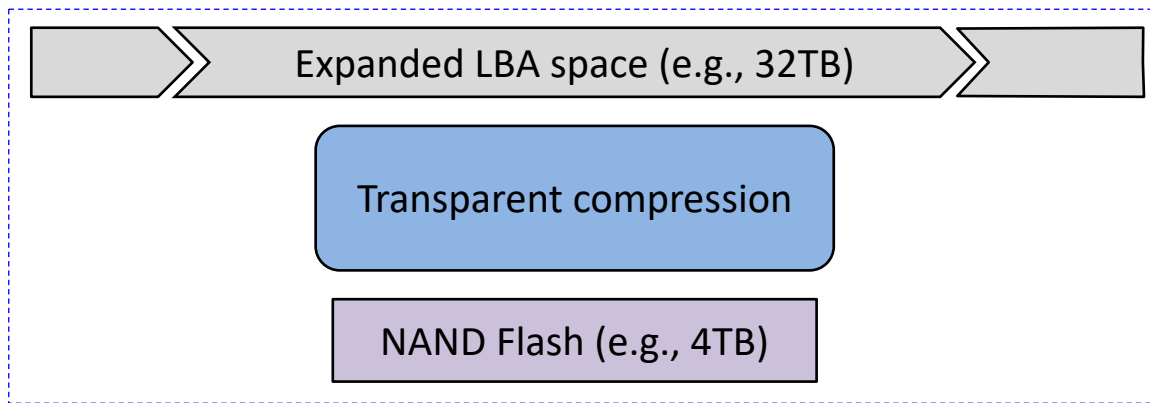 Expanded LBA space (e.g., 32TB)
Transparent compression
NAND Flash (e.g., 4TB)